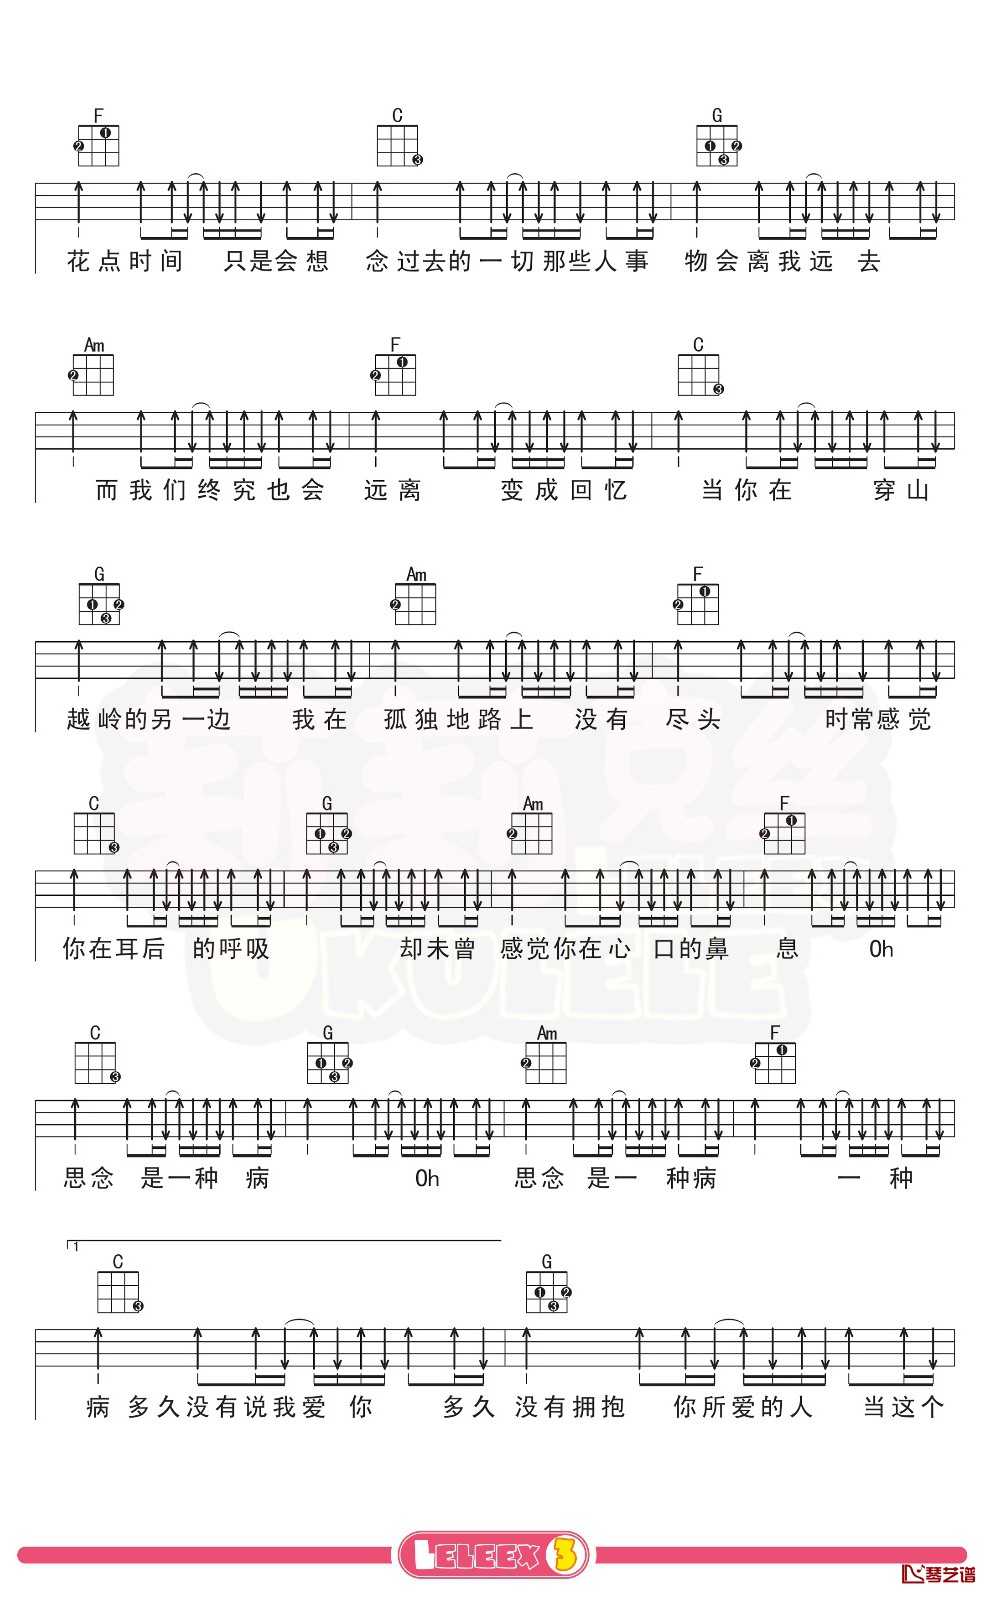 F C G
花点时间 只是会想 念过去的一切那些人事 物会离我远 去
Am F C
而我们终究也会 远离 变成回忆 当你在 穿山
G Am F
越岭的另一边 我在 孤独地路上 没有 尽头 时常感觉
C G Am F
你在耳后 的呼吸 却未曾 感觉你在心 口的鼻 息 Oh
C G Am F
思念 是一种 病 Oh 思念 是一 种病 一 种
1
C G
病 多久没有说我爱 你 多久 没有拥抱 你所爱的人 当这个
莉莉克丝 LELEEX
UKULELE
LELEEX 3
琴艺谱